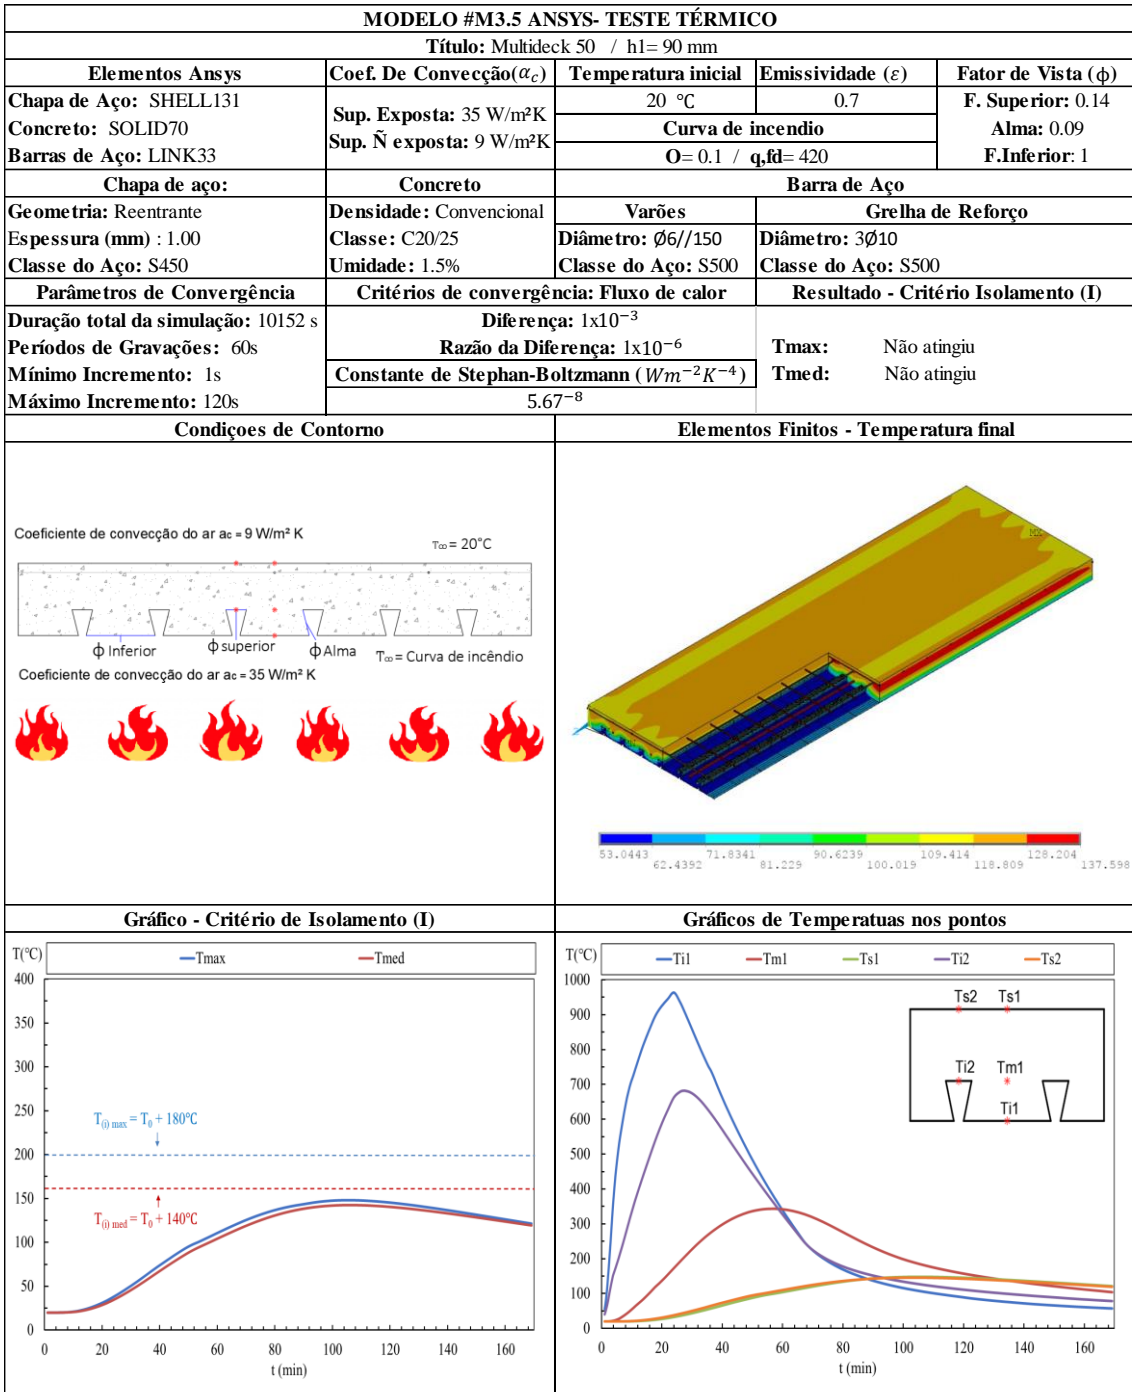 MODELO #M3.5 ANSYS- TESTE TÉRMICO
Título: Multideck 50 / h1= 90 mm
Elementos Ansys
Coef. De Convecção(α_c)
Temperatura inicial
Emissividade (ε)
Fator de Vista (ϕ)
Chapa de Aço: SHELL131
Concreto: SOLID70
Barras de Aço: LINK33
Sup. Exposta: 35 W/m²K
Sup. Ñ exposta: 9 W/m²K
20 °C
0.7
Curva de incendio
O= 0.1 / q,fd= 420
F. Superior: 0.14
Alma: 0.09
F.Inferior: 1
Chapa de aço:
Concreto
Barra de Aço
Geometria: Reentrante
Espessura (mm) : 1.00
Classe do Aço: S450
Densidade: Convencional
Classe: C20/25
Umidade: 1.5%
Varões
Diâmetro: Ø6//150
Classe do Aço: S500
Grelha de Reforço
Diâmetro: 3Ø10
Classe do Aço: S500
Parâmetros de Convergência
Critérios de convergência: Fluxo de calor
Resultado - Critério Isolamento (I)
Duração total da simulação: 10152 s
Períodos de Gravações: 60s
Mínimo Incremento: 1s
Máximo Incremento: 120s
Diferença: 1x10⁻³
Razão da Diferença: 1x10⁻⁶
Constante de Stephan-Boltzmann ( Wm⁻²K⁻⁴)
5.67⁻⁸
Tmax: Não atingiu
Tmed: Não atingiu
Condiçoes de Contorno
Elementos Finitos - Temperatura final
Coeficiente de convecção do ar ac = 9 W/m² K
T∞ = 20°C
ϕ Inferior
ϕ superior
ϕ Alma
T∞ = Curva de incêndio
Coeficiente de convecção do ar ac = 35 W/m² K
MX
Z
53.0443
62.4392
71.8341
81.229
90.6239
100.019
109.414
118.809
128.204
137.598
Gráfico - Critério de Isolamento (I)
Gráficos de Temperatuas nos pontos
T(°C)
Tmax
Tmed
400
350
300
250
200
150
100
50
0
T(i) max = T0 + 180°C
T(i) med = T0 + 140°C
0 20 40 60 80 100 120 140 160
t (min)
T(°C)
Ti1
Tm1
Ts1
Ti2
Ts2
1000
900
800
700
600
500
400
300
200
100
0
Ts2 Ts1
Ti2 Tm1
Ti1
0 20 40 60 80 100 120 140 160
t (min)